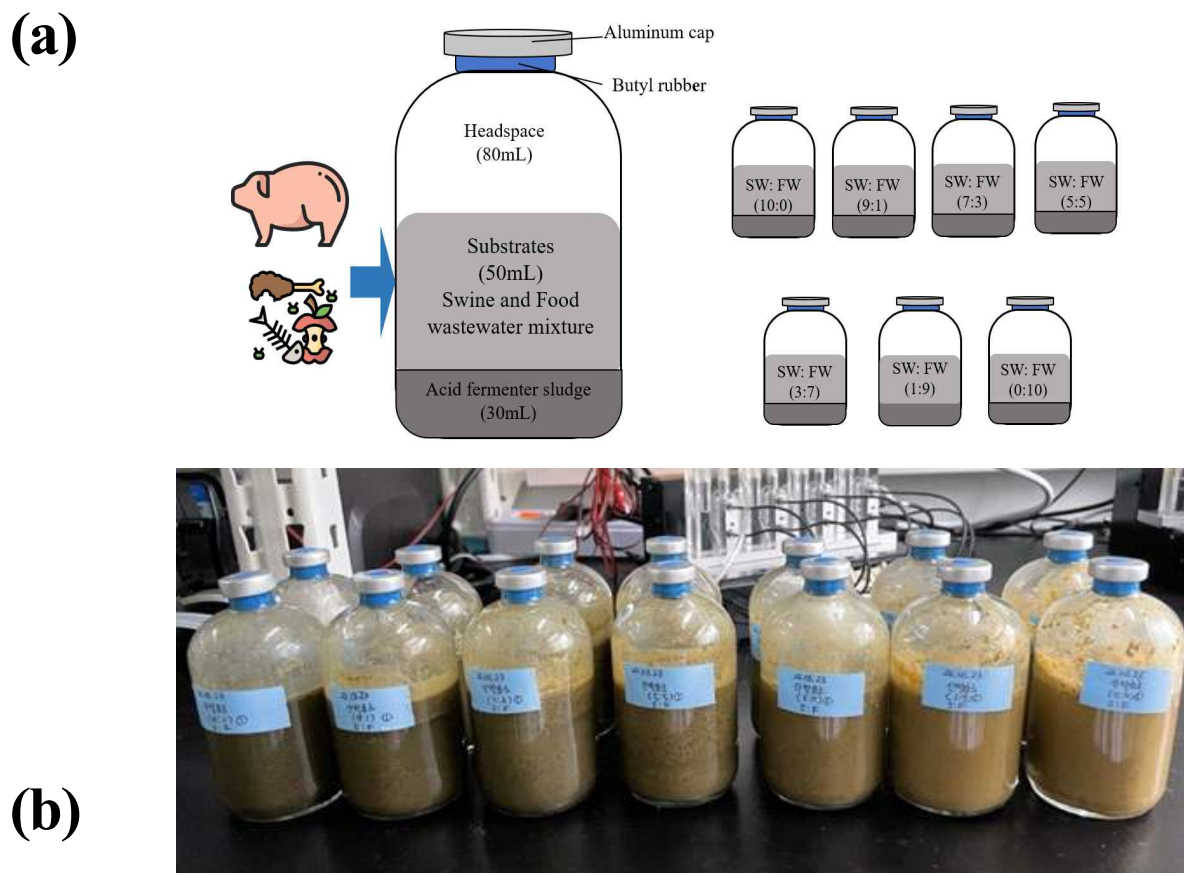 (a)
Aluminum cap
Butyl rubber
Headspace
(80mL)
Substrates
(50mL)
Swine and Food
wastewater mixture
Acid fermenter sludge
(30mL)
SW: FW
(10:0)
SW: FW
(9:1)
SW: FW
(7:3)
SW: FW
(5:5)
SW: FW
(3:7)
SW: FW
(1:9)
SW: FW
(0:10)
(b)